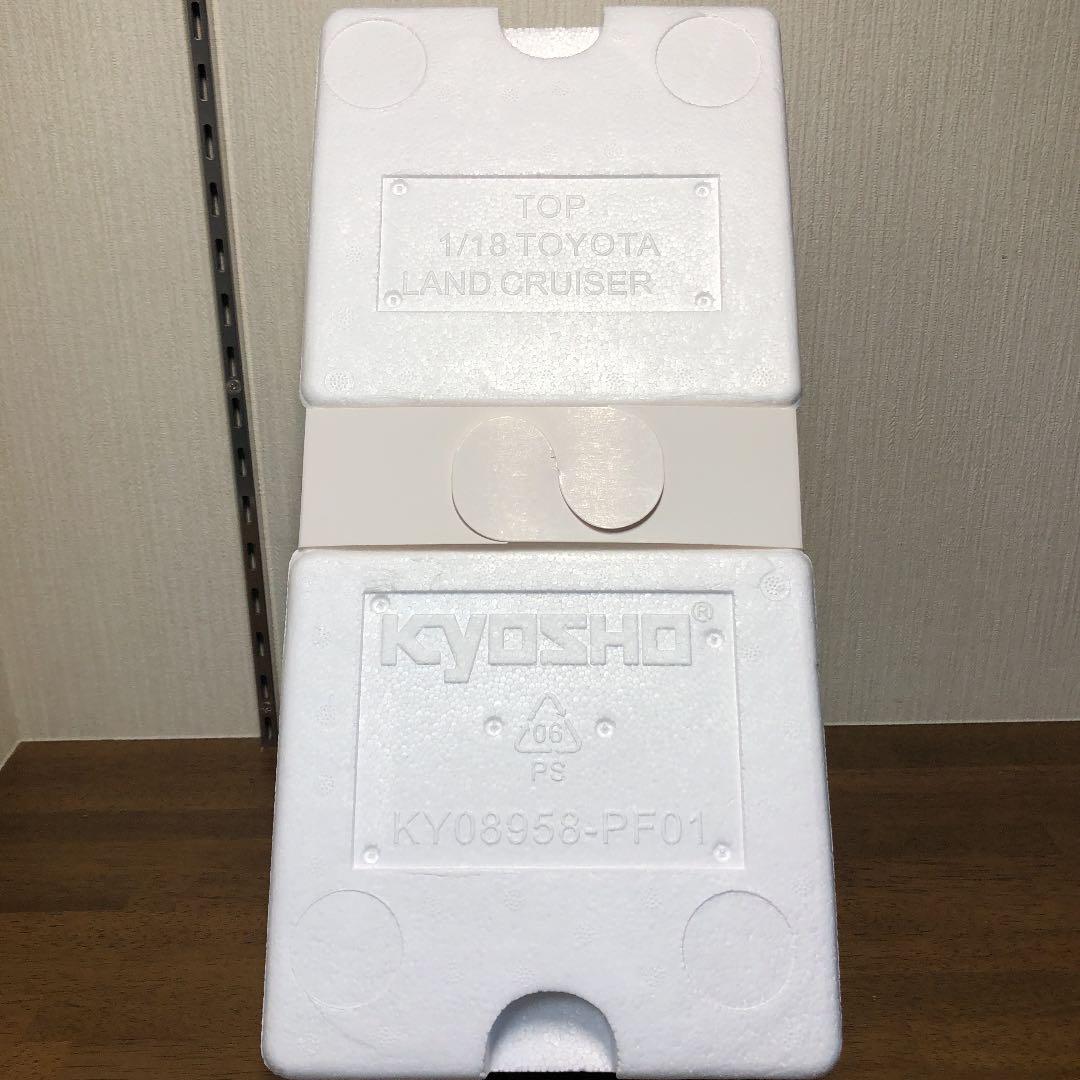 TOP
1/18 TOYOTA
LAND CRUISER
KYOSHO®
06
PS
KY08958-PF01